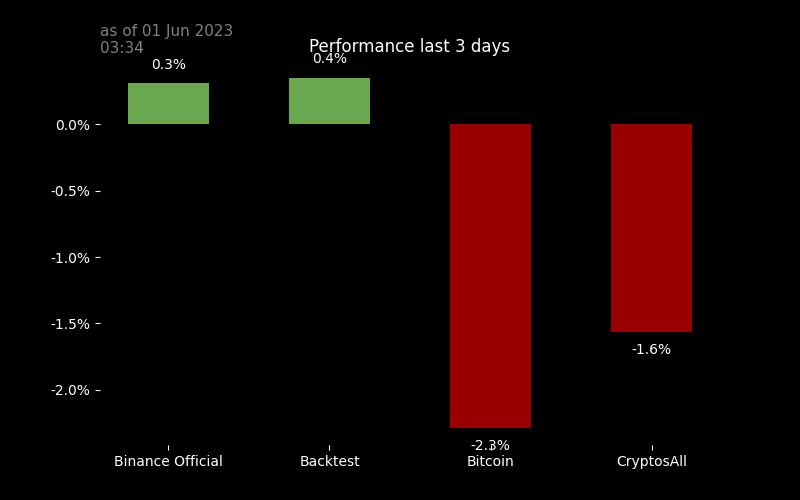 as of 01 Jun 2023
03:34
Performance last 3 days
0.3%
0.4%
0.0%
-0.5%
-1.0%
-1.5%
-2.0%
-1.6%
-2.3%
Binance Official
Backtest
Bitcoin
CryptosAll